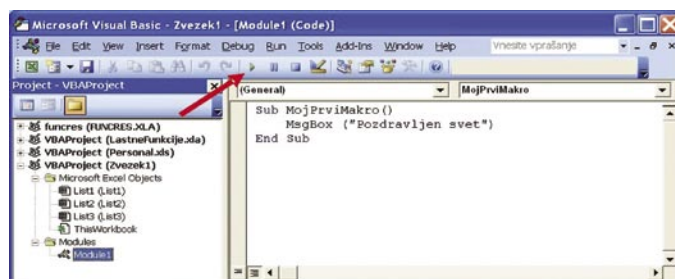 Microsoft Visual Basic - Zvezek1 - [Module1 (Code)]
File Edit View Insert Format Debug Run Tools Add-Ins Window Help Vnesite vprašanje
Project - VBAProject
funcres (FUNCRES.XLA)
VBAProject (LastneFunkcije.xla)
VBAProject (Personal.xls)
VBAProject (Zvezek1)
Microsoft Excel Objects
List1 (List1)
List2 (List2)
List3 (List3)
ThisWorkbook
Modules
Module1
(General) MojPrviMakro
Sub MojPrviMakro()
MsgBox ("Pozdravljen svet")
End Sub